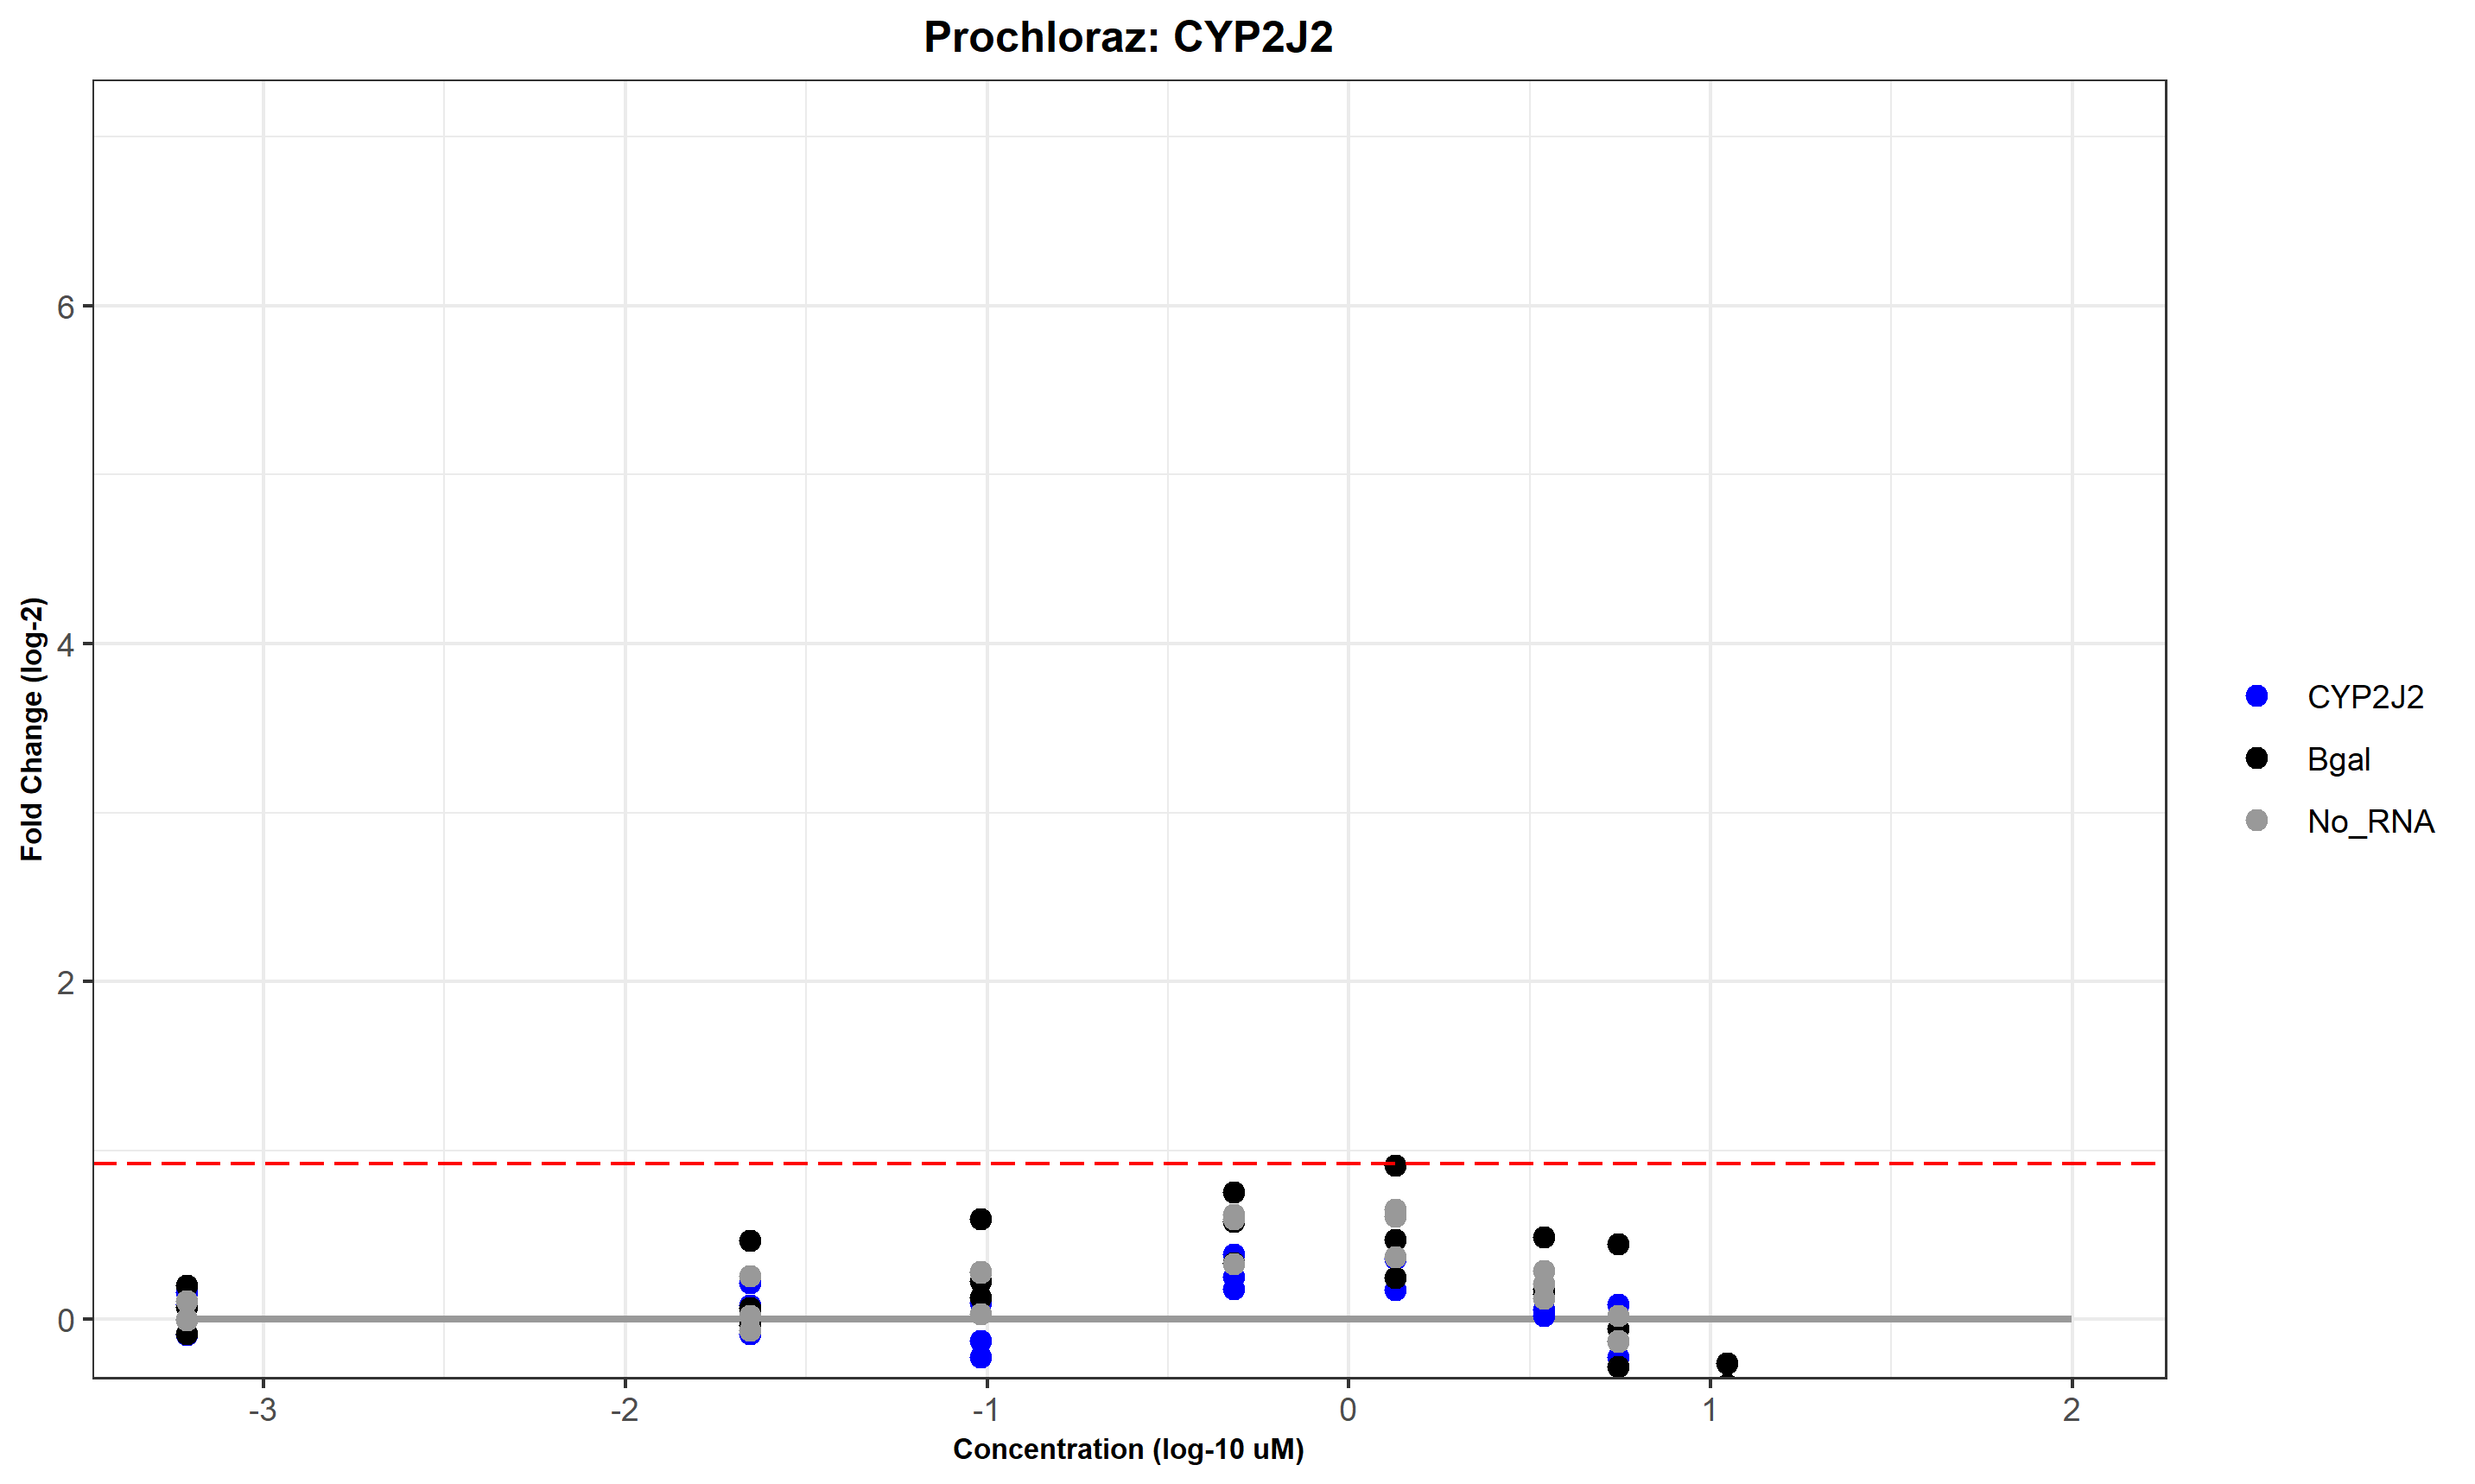 Prochloraz: CYP2J2
Fold Change (log-2)
6
4
2
0
-3
-2
-1
0
1
2
Concentration (log-10 uM)
CYP2J2
Bgal
No_RNA